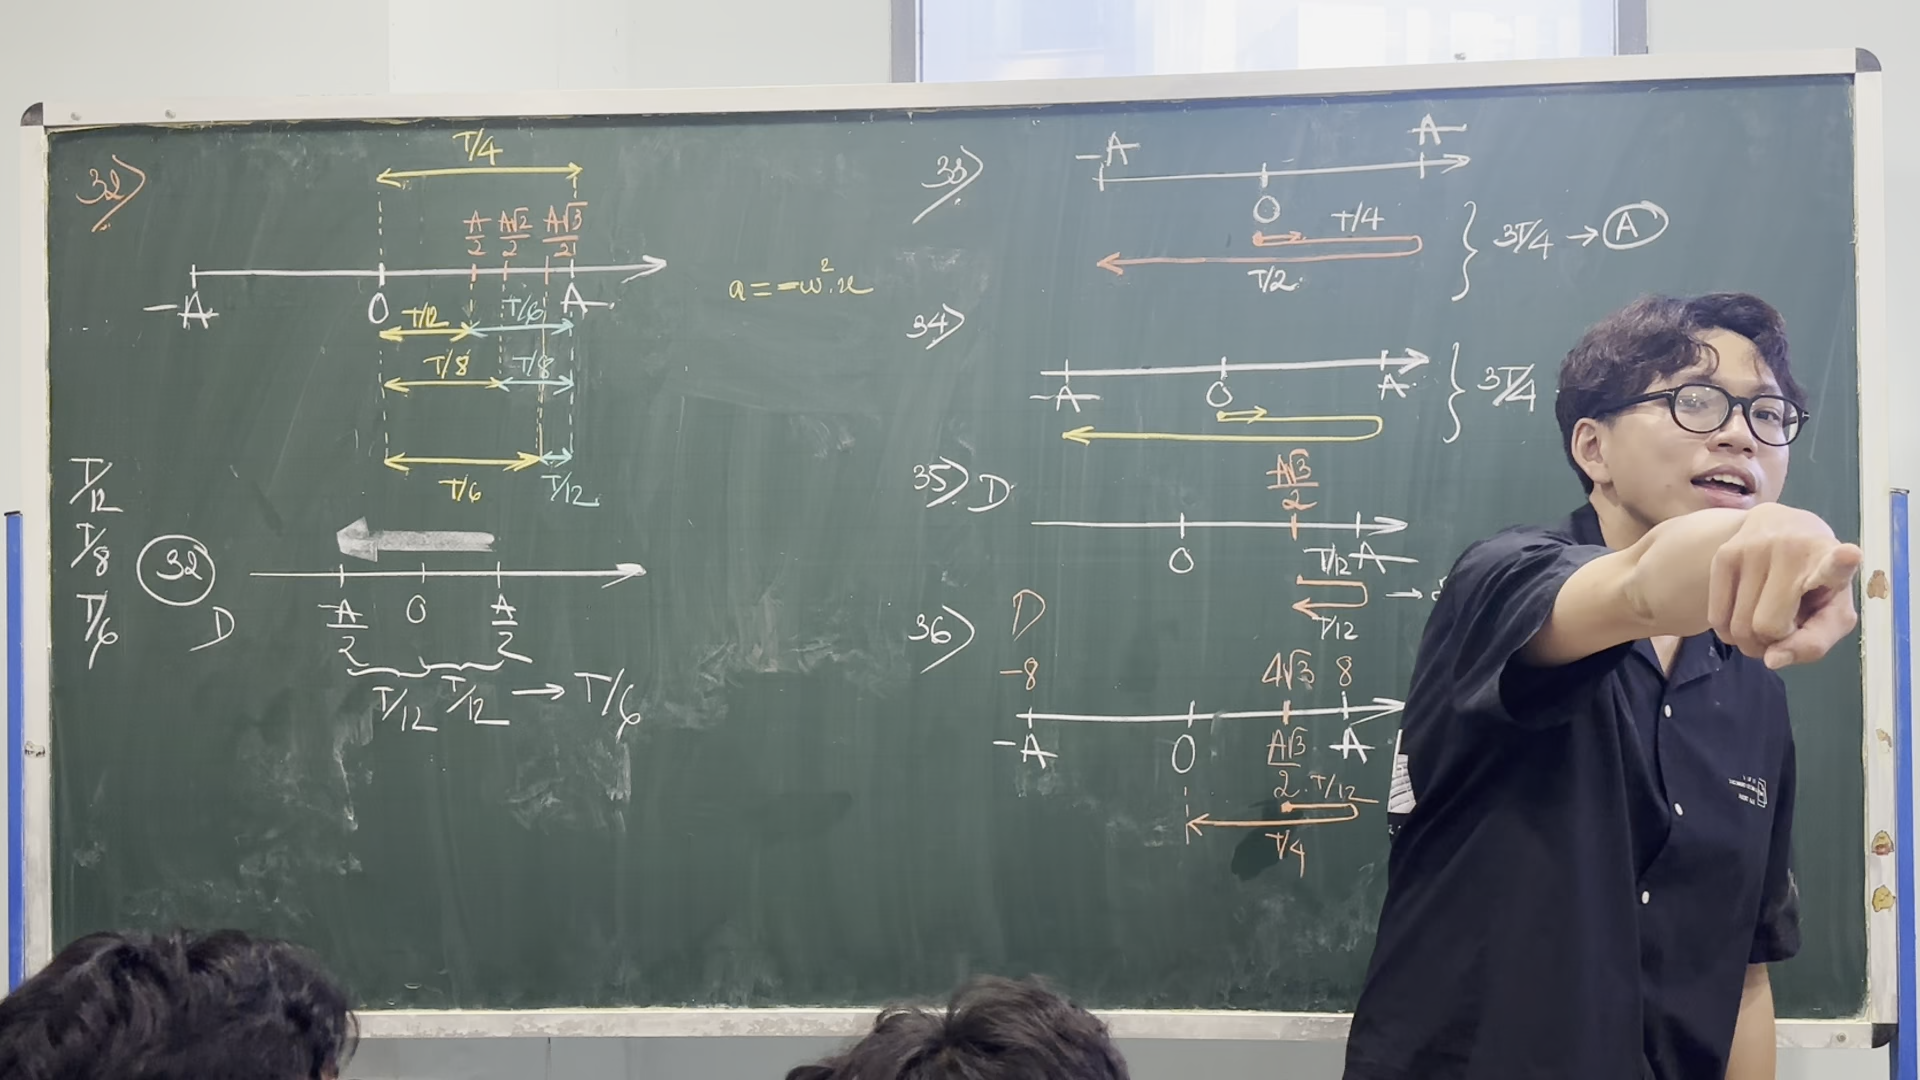 32)
T/4
A/2 A√2/2 A√3/2
-A O A
T/12 T/6
T/8 T/8
T/6 T/12
a = -ω².x
T/12
T/8
T/6
32
D
-A/2 O A/2
T/12 T/12 → T/6
33)
-A O A
T/4
T/2
3T/4 → A
34)
-A O A
3T/4
35) D
A√3/2
O A
T/12
T/12
36) D
-8 4√3 8
-A O A√3/2 A
T/12
T/4